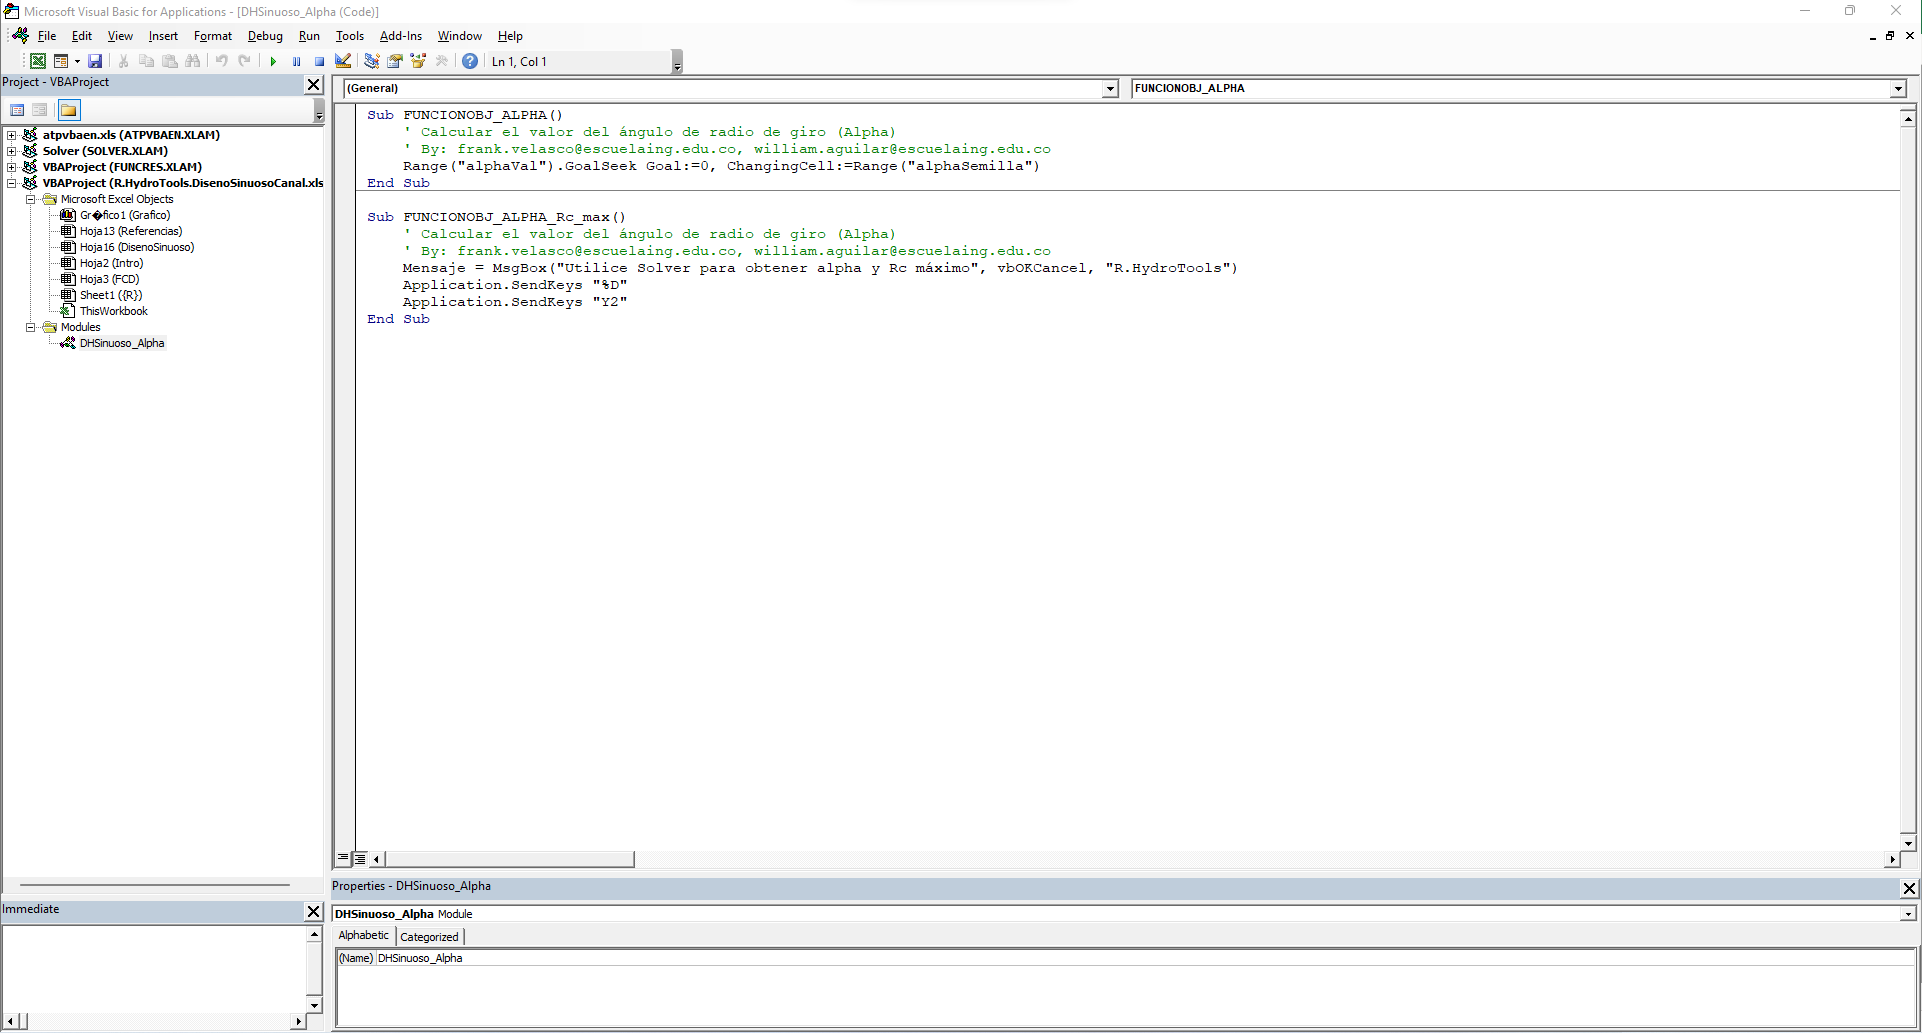 Microsoft Visual Basic for Applications - [DHSinuoso_Alpha (Code)]
File Edit View Insert Format Debug Run Tools Add-Ins Window Help
Ln 1, Col 1
Project - VBAProject
atpvbaen.xls (ATPVBAEN.XLAM)
Solver (SOLVER.XLAM)
VBAProject (FUNCRES.XLAM)
VBAProject (R.HydroTools.DisenoSinuosoCanal.xls
Microsoft Excel Objects
Gr�fico1 (Grafico)
Hoja13 (Referencias)
Hoja16 (DisenoSinuoso)
Hoja2 (Intro)
Hoja3 (FCD)
Sheet1 ({R})
ThisWorkbook
Modules
DHSinuoso_Alpha
(General)
FUNCIONOBJ_ALPHA
Sub FUNCIONOBJ_ALPHA()
' Calcular el valor del ángulo de radio de giro (Alpha)
' By: frank.velasco@escuelaing.edu.co, william.aguilar@escuelaing.edu.co
Range("alphaVal").GoalSeek Goal:=0, ChangingCell:=Range("alphaSemilla")
End Sub
Sub FUNCIONOBJ_ALPHA_Rc_max()
' Calcular el valor del ángulo de radio de giro (Alpha)
' By: frank.velasco@escuelaing.edu.co, william.aguilar@escuelaing.edu.co
Mensaje = MsgBox("Utilice Solver para obtener alpha y Rc máximo", vbOKCancel, "R.HydroTools")
Application.SendKeys "%D"
Application.SendKeys "Y2"
End Sub
Immediate
Properties - DHSinuoso_Alpha
DHSinuoso_Alpha Module
Alphabetic Categorized
(Name) DHSinuoso_Alpha